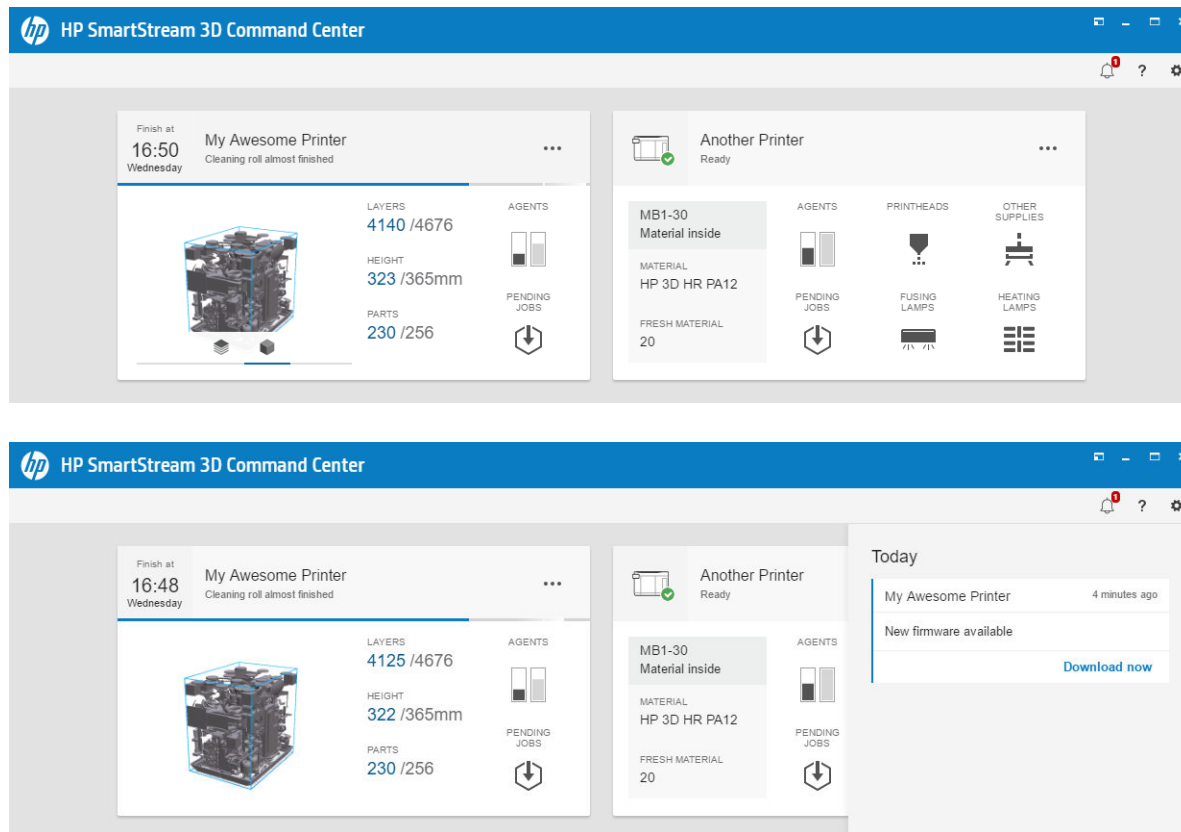 hp HP SmartStream 3D Command Center
1
?
Finish at
16:50
Wednesday
My Awesome Printer
Cleaning roll almost finished
LAYERS
4140 /4676
HEIGHT
323 /365mm
PARTS
230 /256
AGENTS
PENDING
JOBS
Another Printer
Ready
MB1-30
Material inside
MATERIAL
HP 3D HR PA12
FRESH MATERIAL
20
AGENTS
PRINTHEADS
OTHER
SUPPLIES
PENDING
JOBS
FUSING
LAMPS
HEATING
LAMPS
hp HP SmartStream 3D Command Center
1
?
Finish at
16:48
Wednesday
My Awesome Printer
Cleaning roll almost finished
LAYERS
4125 /4676
HEIGHT
322 /365mm
PARTS
230 /256
AGENTS
PENDING
JOBS
Another Printer
Ready
MB1-30
Material inside
MATERIAL
HP 3D HR PA12
FRESH MATERIAL
20
AGENTS
PENDING
JOBS
Today
My Awesome Printer 4 minutes ago
New firmware available
Download now